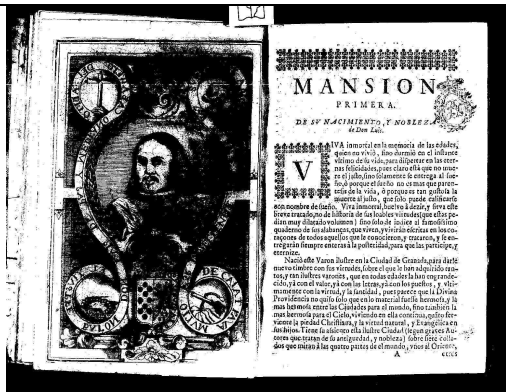 MANSION
PRIMERA.
DE SV NACIMIENTO, Y NOBLEZA
de Don Luis.
VIVA inmortal en la memoria de las edades,
quien no vivió, sino durmió en el instante
vltimo de su vida, para dispertar en las eter-
nas felicidades, pues claro está que no mue-
re el justo, sino solamente se entrega al sue-
ño, ò porque el sueño no es mas que paren-
tesis de la vida, ò porque es tan gustosa la
muerte al justo, que solo puede calificarse
con nombre de sueño. Viva inmortal, buelvo à dezir, y sirva este
breve tratado, no de historia de sus loables virtudes (que estas pe-
dian muy dilatado volumen) sino solo de indice al famosissimo
quaderno de sus alabanças, que viven, y vivirán escritas en los co-
raçones de todos aquellos que le conocieron, y trataron, y se en-
tregarán siempre enteras à la posteridad, para que las participe, y
eternize.
Nació este Varon ilustre en la Ciudad de Granada, para darle
nuevo timbre con sus virtudes, sobre el que le han adquirido san-
tos, y tan ilustres varones, que en todas edades la han engrande-
cido, yà con el valor, yà con las letras, yà con los puestos, y vlti-
mamente con la virtud, y la santidad, pues parece que la Divina
Providencia no quiso solo que en lo material fuesse hermosa, y la
mas hermosa entre las Ciudades para el mundo, sino tambien la
mas hermosa para el Cielo, viviendo en ella continua,
la piedad Christiana, y la virtud natural, y Evangelica en
sus hijos. Tiene su assiento esta ilustre Ciudad (segun graves Au-
tores que tratan de su antiguedad, y nobleza) sobre siete colla-
dos que miran à las quatro partes del mundo, vnos al Oriente,
A